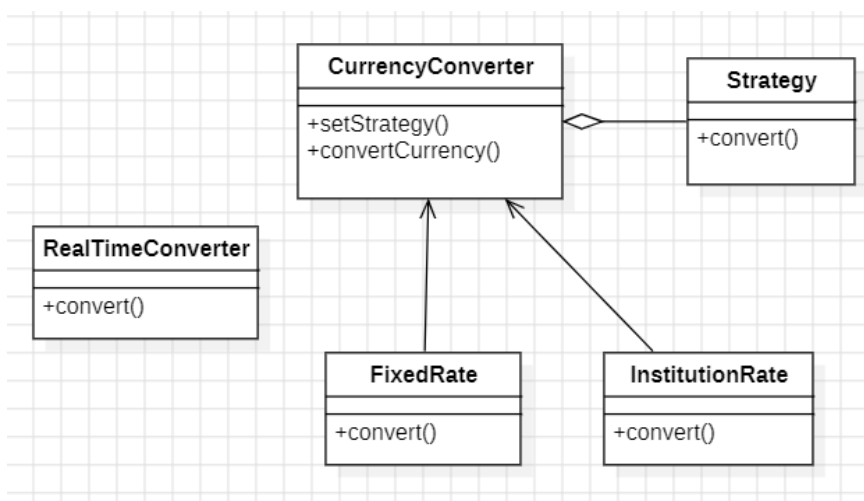 CurrencyConverter
+setStrategy()
+convertCurrency()
Strategy
+convert()
RealTimeConverter
+convert()
FixedRate
+convert()
InstitutionRate
+convert()